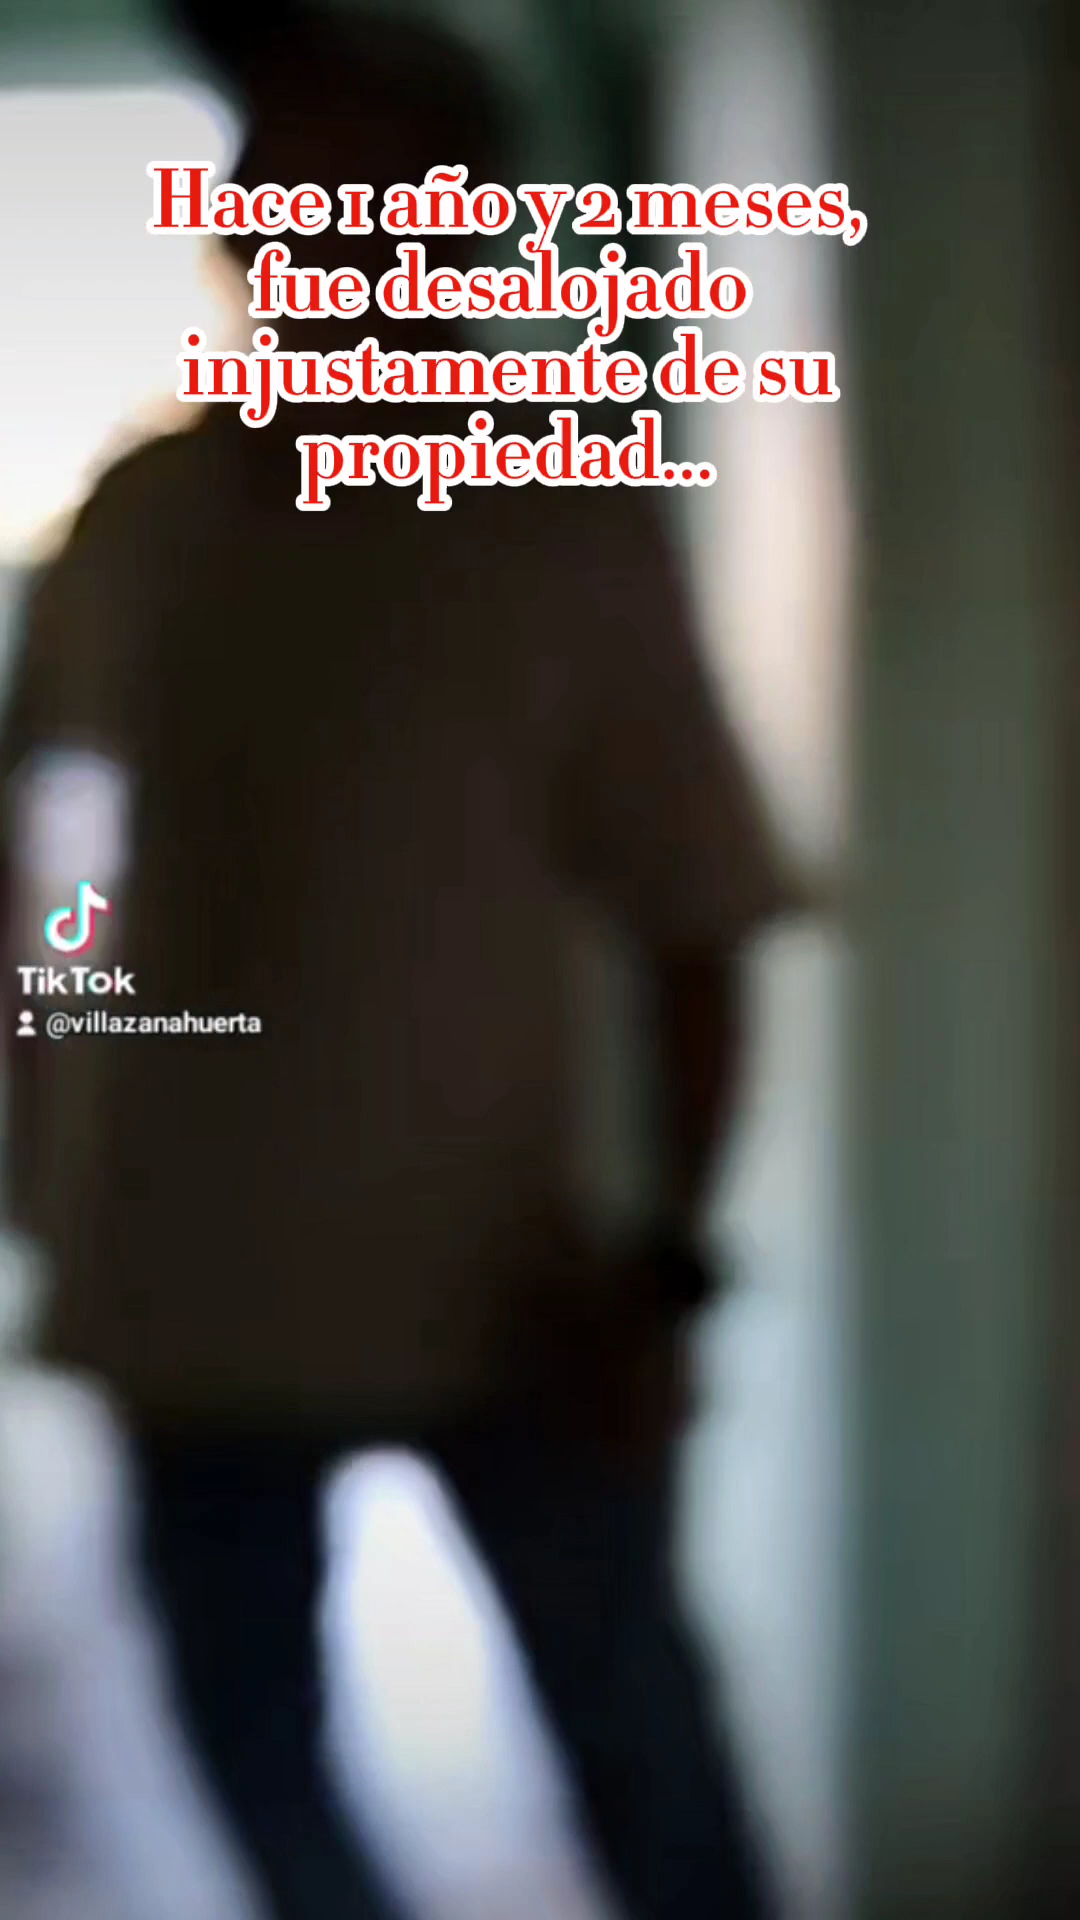 Hace 1 año y 2 meses,
fue desalojado
injustamente de su
propiedad...
TikTok
@villazanahuerta